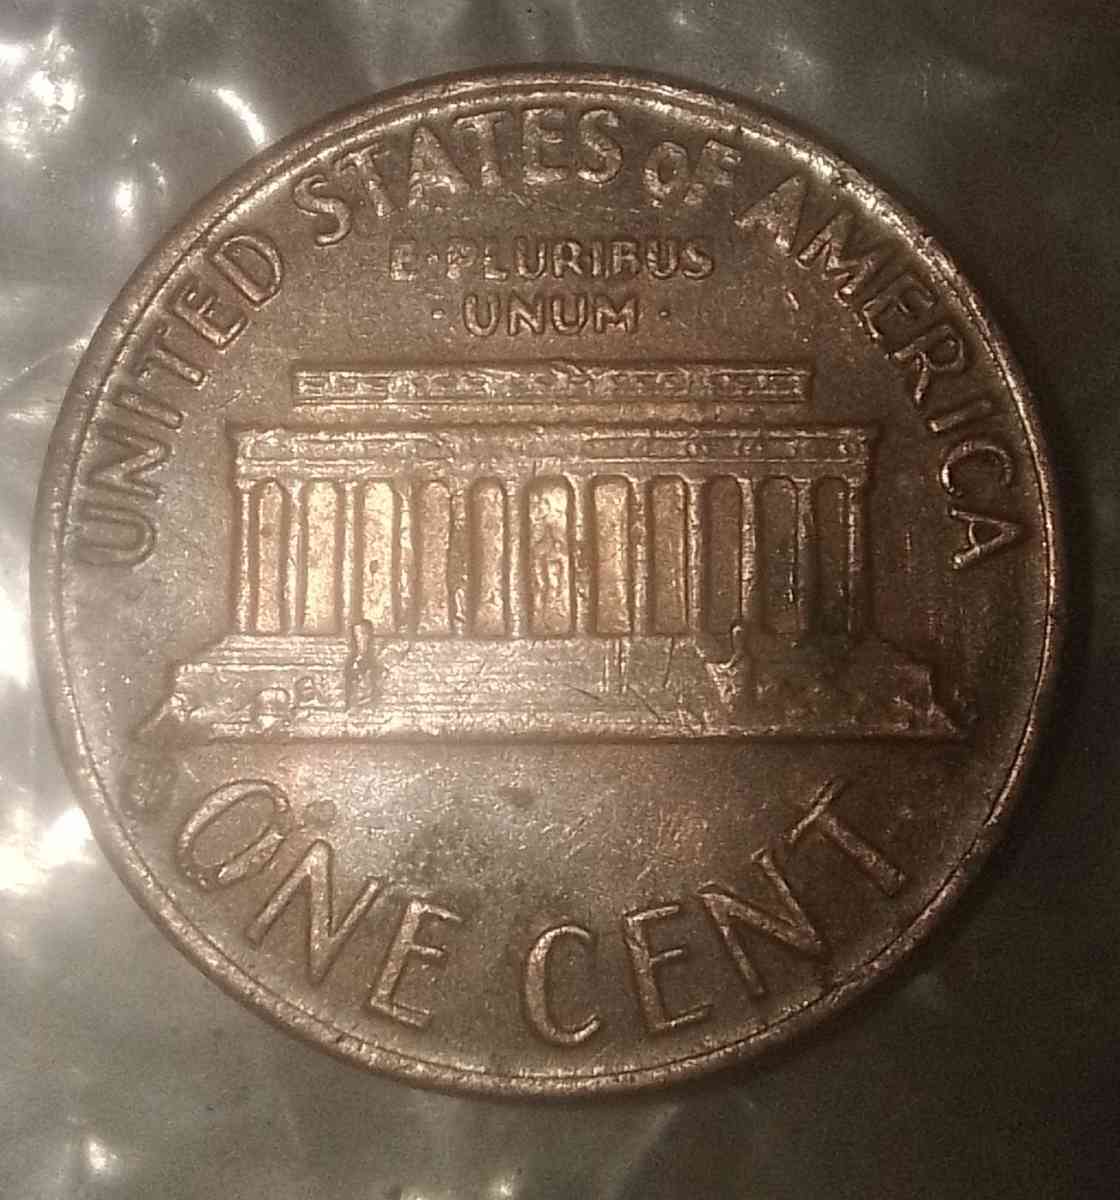 UNITED STATES OF AMERICA
E·PLURIBUS
·UNUM·
ONE CENT